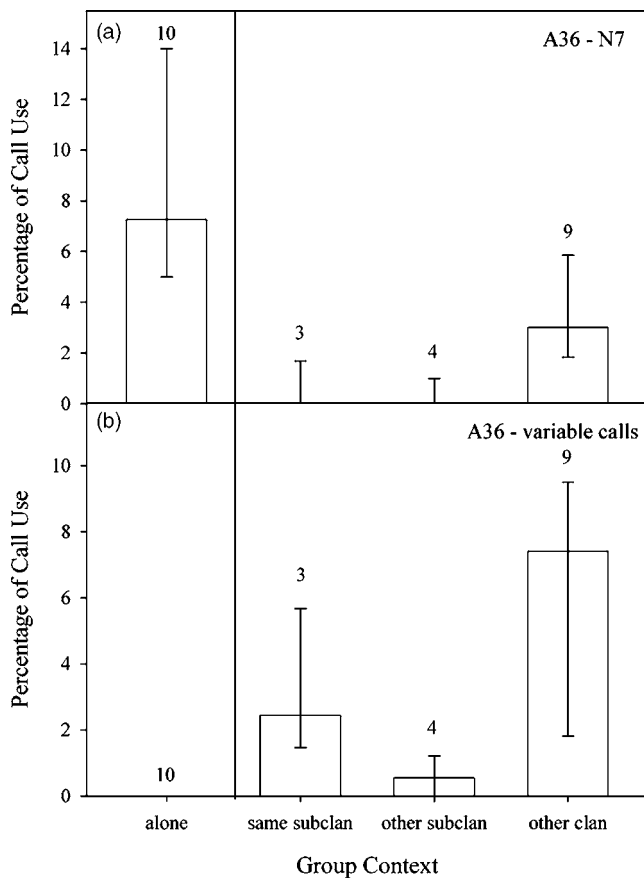 (a)
10
A36 - N7
14
12
10
8
6
4
2
0
3
4
9
Percentage of Call Use
(b)
A36 - variable calls
10
8
6
4
2
0
10
3
4
9
Percentage of Call Use
alone same subclan other subclan other clan
Group Context